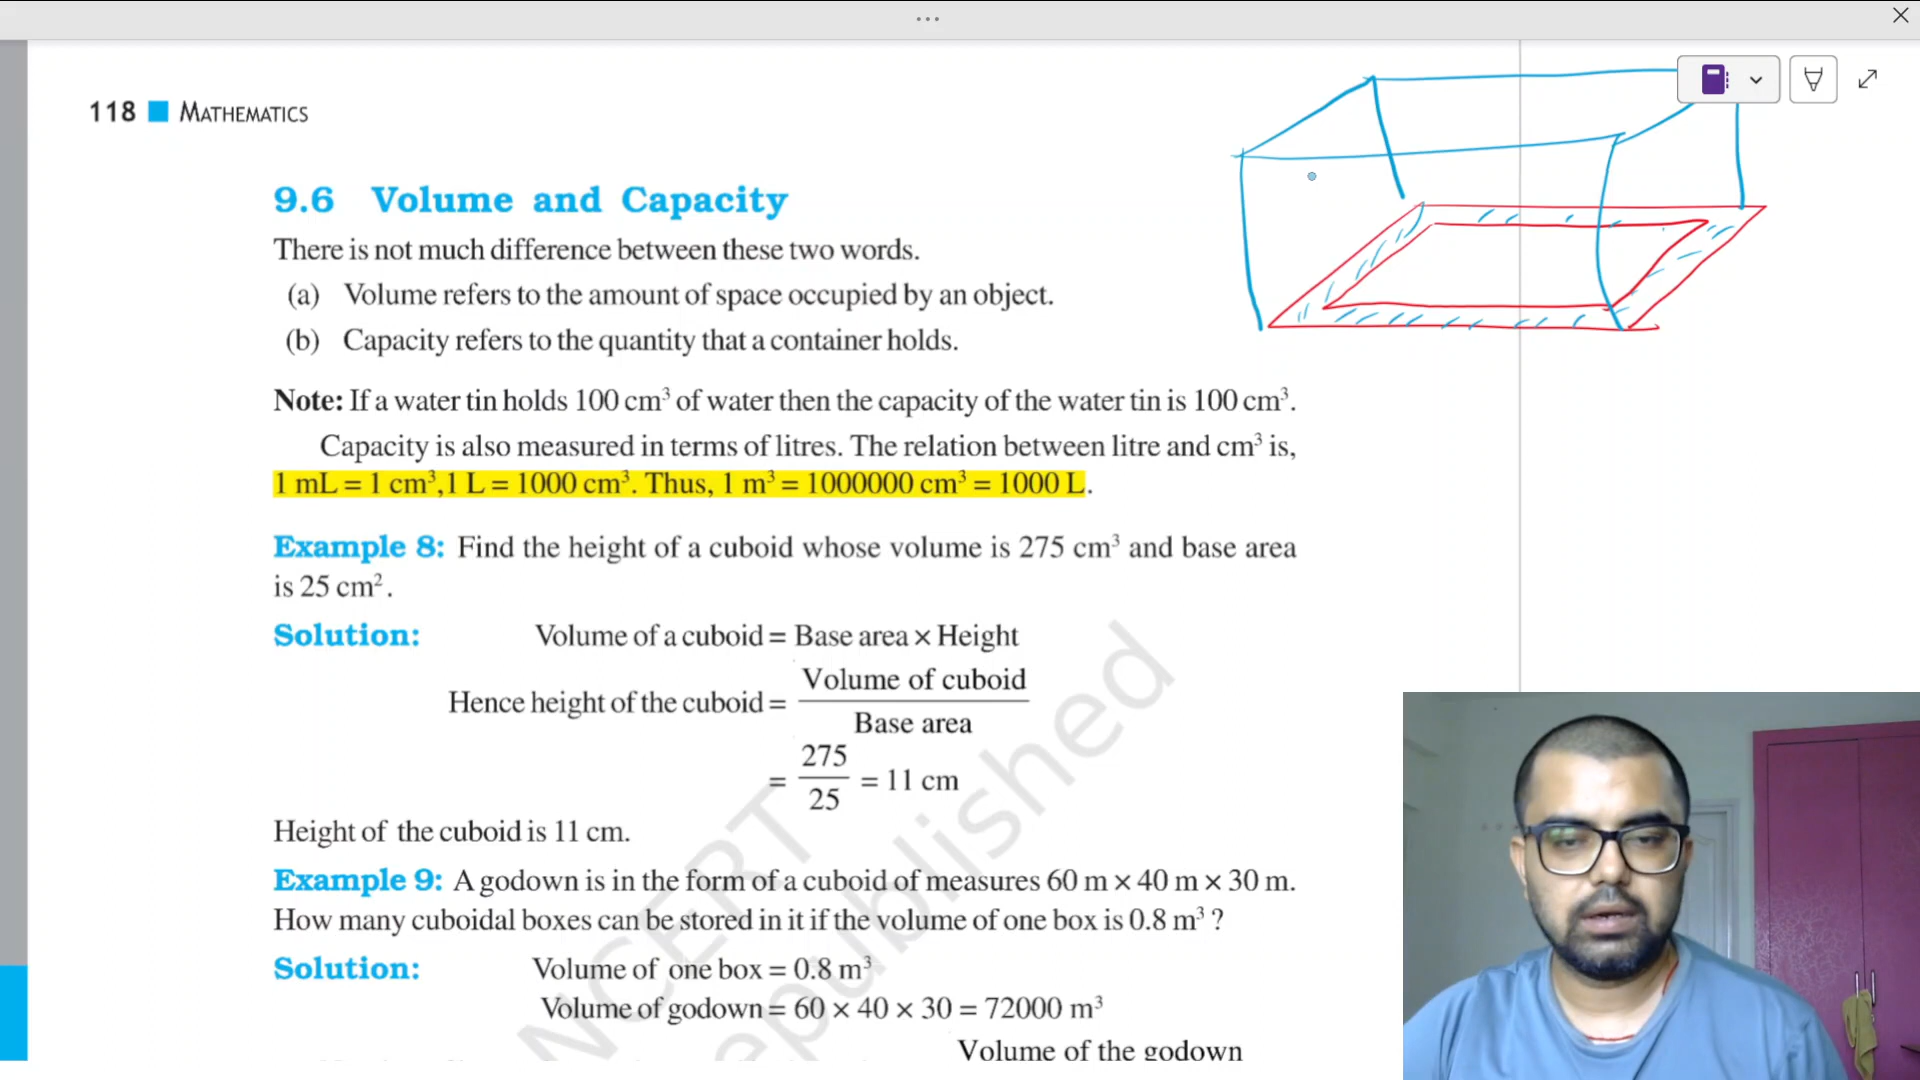 118 MATHEMATICS
9.6 Volume and Capacity
There is not much difference between these two words.
(a) Volume refers to the amount of space occupied by an object.
(b) Capacity refers to the quantity that a container holds.
Note: If a water tin holds 100 cm³ of water then the capacity of the water tin is 100 cm³.
Capacity is also measured in terms of litres. The relation between litre and cm³ is,
1 mL = 1 cm³,1 L = 1000 cm³. Thus, 1 m³ = 1000000 cm³ = 1000 L.
Example 8: Find the height of a cuboid whose volume is 275 cm³ and base area
is 25 cm².
Solution: Volume of a cuboid = Base area × Height
Hence height of the cuboid = Volume of cuboid
Base area
= 275
25
= 11 cm
Height of the cuboid is 11 cm.
Example 9: A godown is in the form of a cuboid of measures 60 m × 40 m × 30 m.
How many cuboidal boxes can be stored in it if the volume of one box is 0.8 m³ ?
Solution: Volume of one box = 0.8 m³
Volume of godown = 60 × 40 × 30 = 72000 m³
Volume of the godown
NCERT
republished